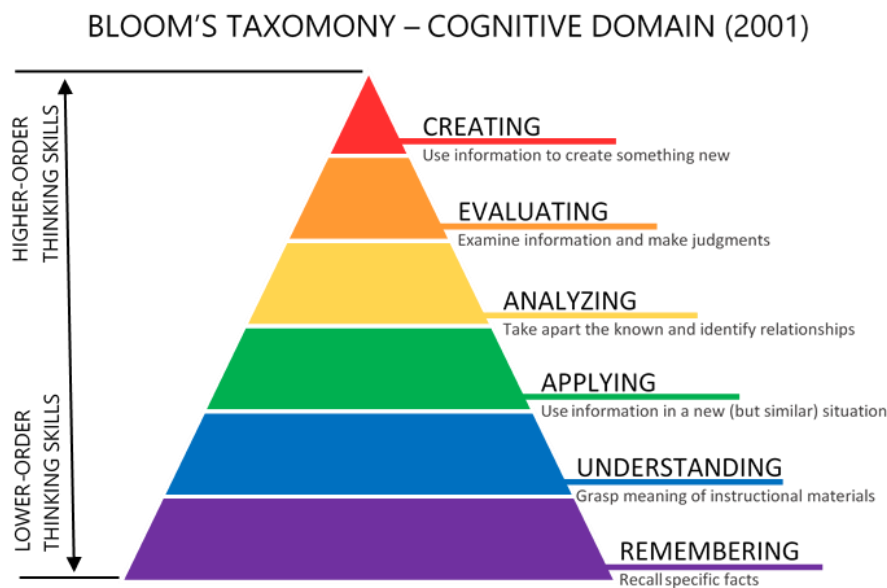 BLOOM'S TAXOMONY – COGNITIVE DOMAIN (2001)
HIGHER-ORDER
THINKING SKILLS
LOWER-ORDER
THINKING SKILLS
CREATING
Use information to create something new
EVALUATING
Examine information and make judgments
ANALYZING
Take apart the known and identify relationships
APPLYING
Use information in a new (but similar) situation
UNDERSTANDING
Grasp meaning of instructional materials
REMEMBERING
Recall specific facts